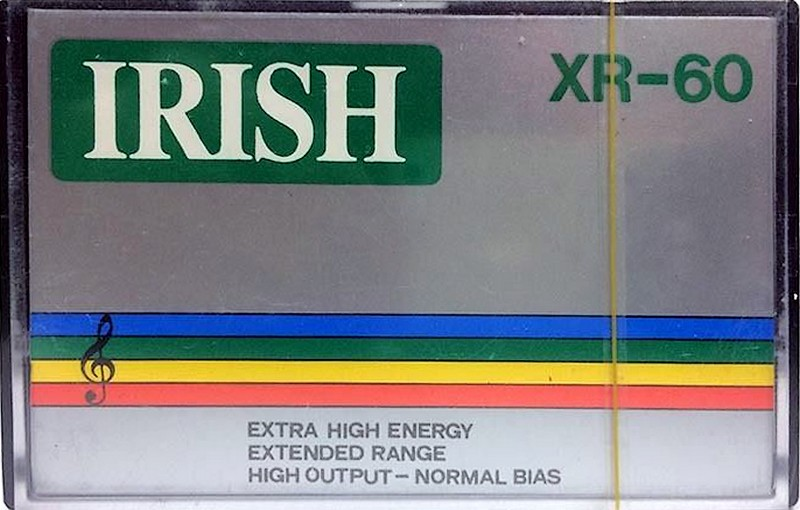 IRISH
XR-60
EXTRA HIGH ENERGY
EXTENDED RANGE
HIGH OUTPUT – NORMAL BIAS